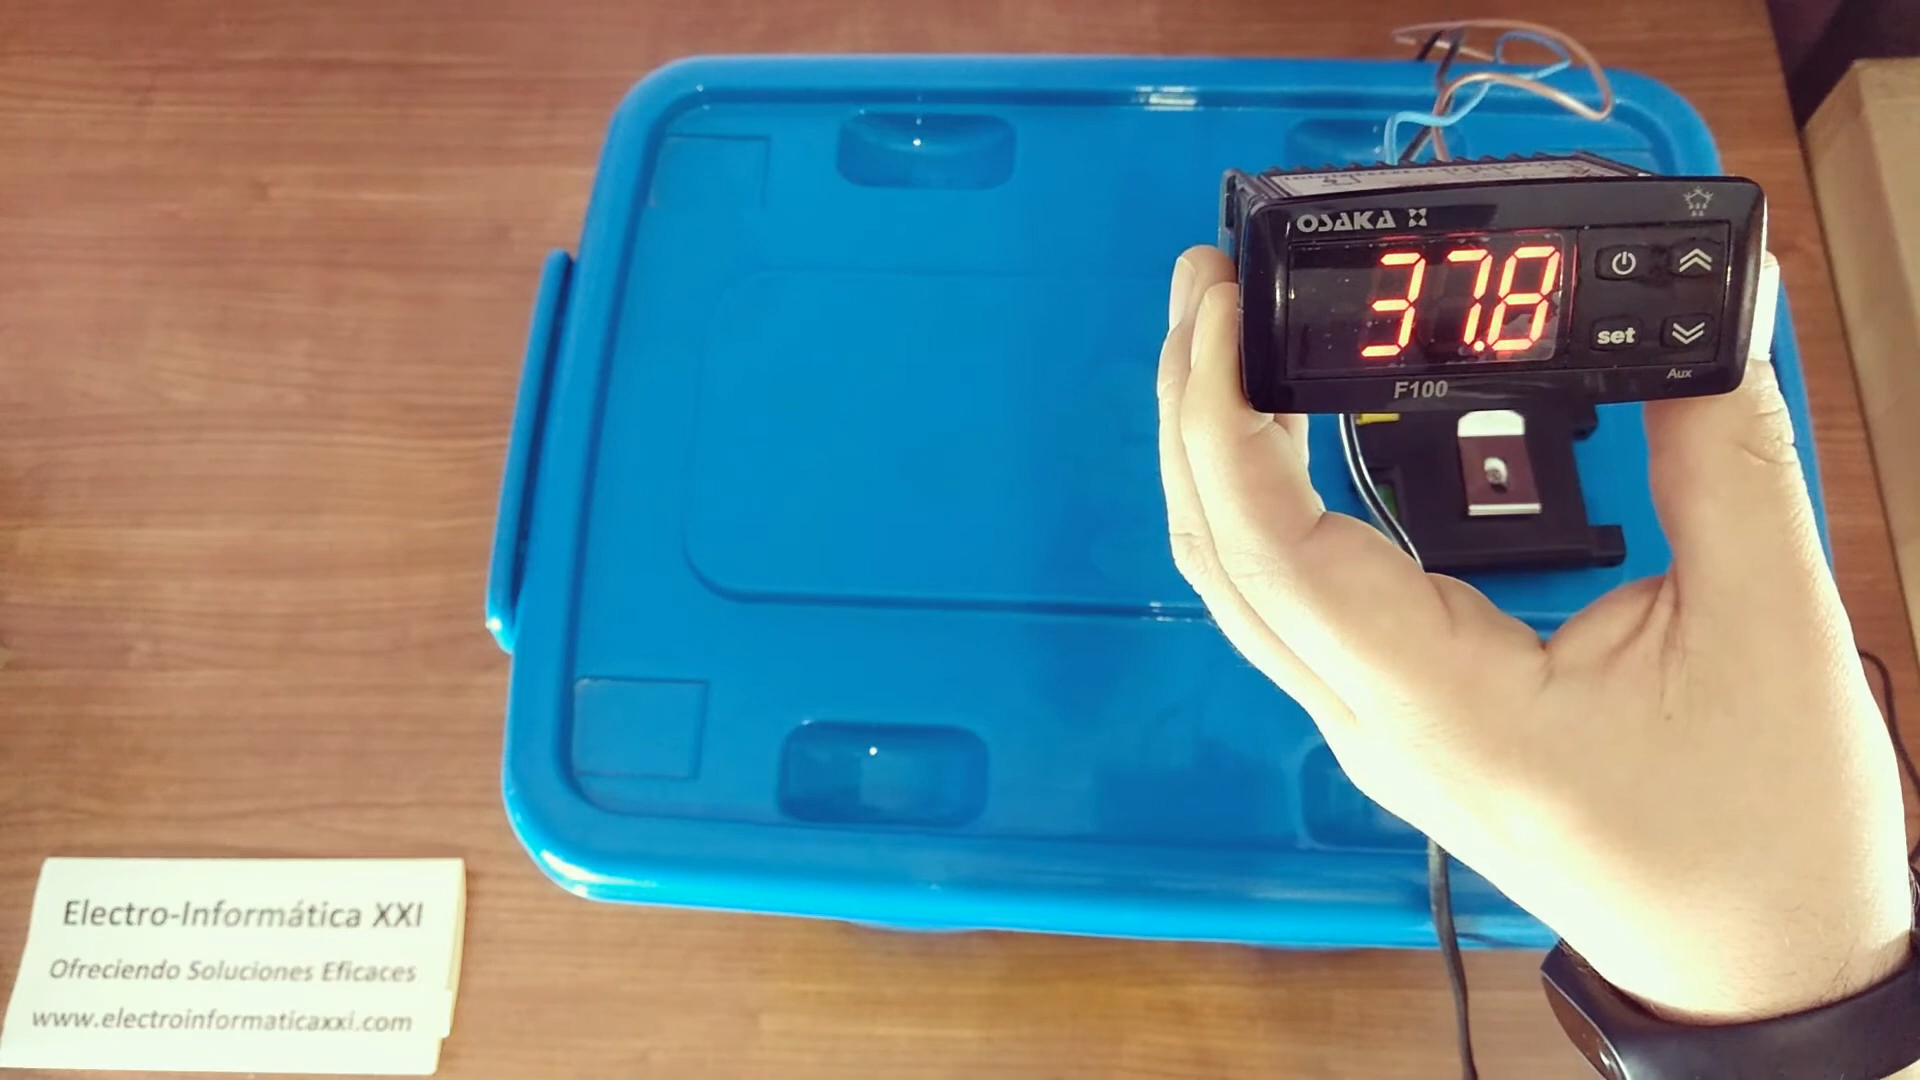 OSAKA
37.8
set
Aux
F100
Electro-Informática XXI
Ofreciendo Soluciones Eficaces
www.electroinformaticaxxi.com